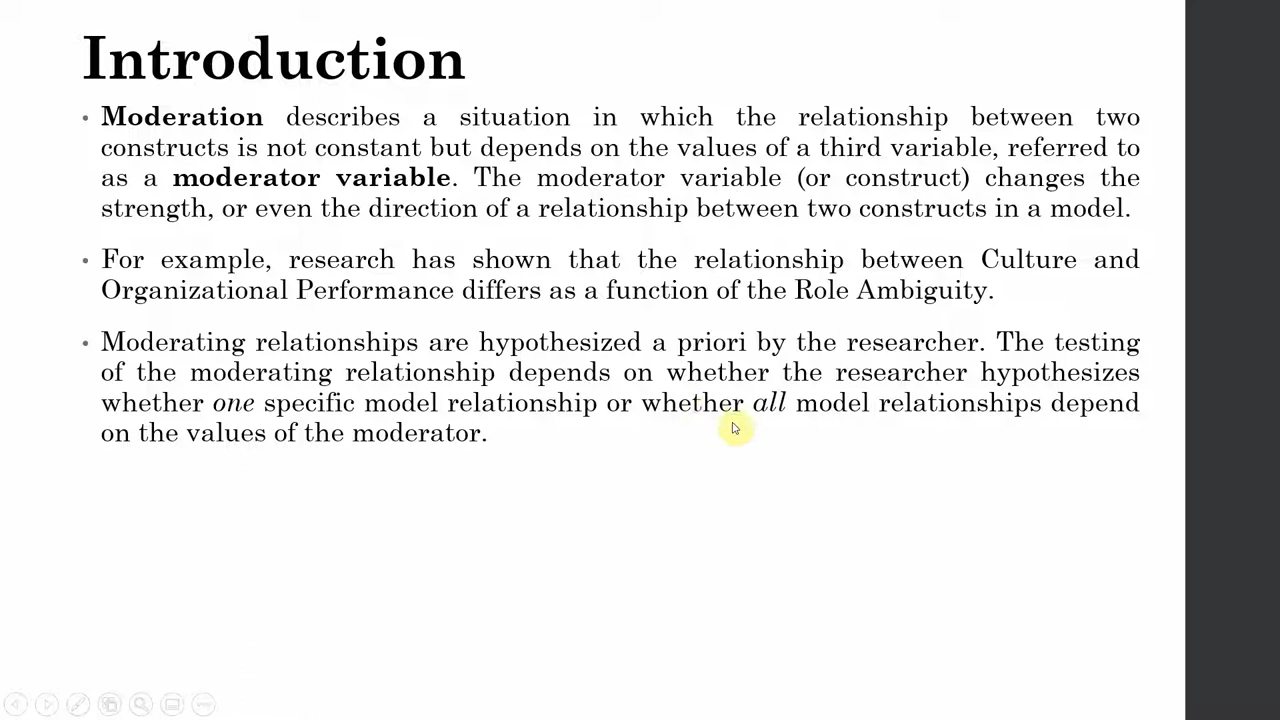 Introduction
• Moderation describes a situation in which the relationship between two
constructs is not constant but depends on the values of a third variable, referred to
as a moderator variable. The moderator variable (or construct) changes the
strength, or even the direction of a relationship between two constructs in a model.
• For example, research has shown that the relationship between Culture and
Organizational Performance differs as a function of the Role Ambiguity.
• Moderating relationships are hypothesized a priori by the researcher. The testing
of the moderating relationship depends on whether the researcher hypothesizes
whether one specific model relationship or whether all model relationships depend
on the values of the moderator.